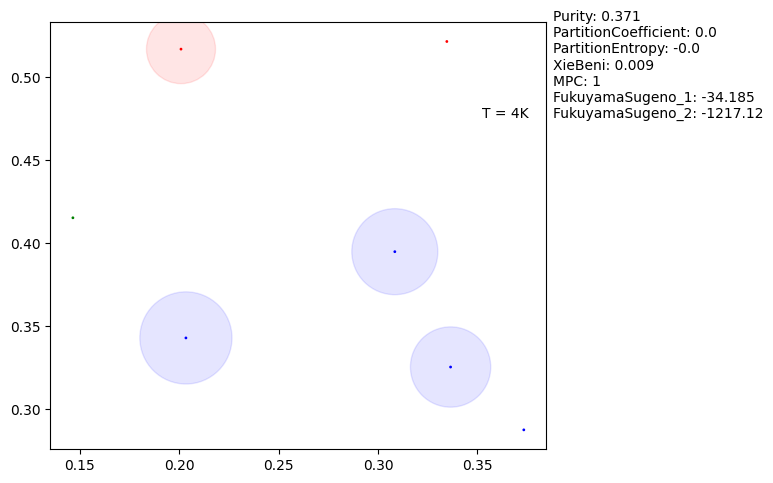 Purity: 0.371
PartitionCoefficient: 0.0
PartitionEntropy: -0.0
XieBeni: 0.009
MPC: 1
FukuyamaSugeno_1: -34.185
FukuyamaSugeno_2: -1217.12
T = 4K
0.50
0.45
0.40
0.35
0.30
0.15 0.20 0.25 0.30 0.35